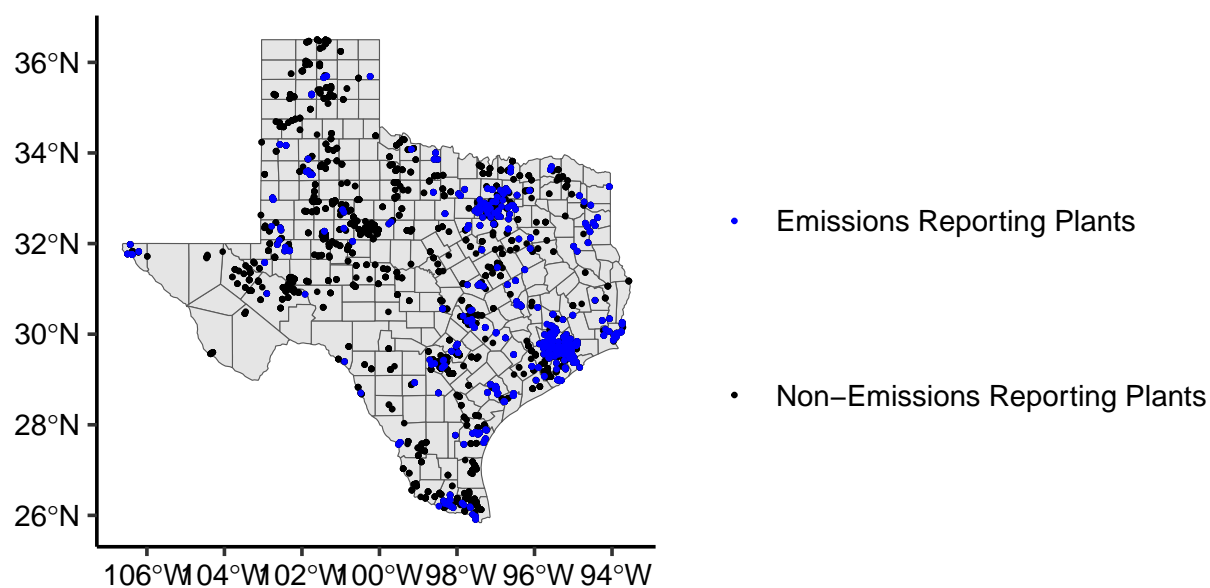 36°N
34°N
32°N
30°N
28°N
26°N
106°W 104°W 102°W 100°W 98°W 96°W 94°W
Emissions Reporting Plants
Non−Emissions Reporting Plants